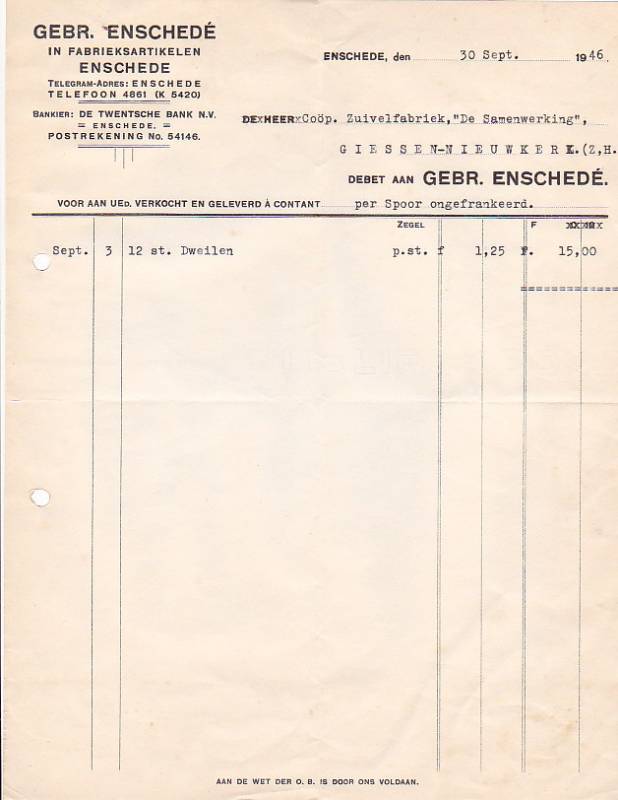 GEBR. ENSCHEDÉ
IN FABRIEKSARTIKELEN
ENSCHEDE
TELEGRAM-ADRES: ENSCHEDE
TELEFOON 4861 (K 5420)
BANKIER: DE TWENTSCHE BANK N.V.
= ENSCHEDE. =
POSTREKENING No. 54146.
ENSCHEDE, den 30 Sept. 1946.
DE HEER Coöp. Zuivelfabriek,"De Samenwerking",
GIESSEN-NIEUWKERK.(Z,H.
DEBET AAN GEBR. ENSCHEDÉ.
VOOR AAN UED. VERKOCHT EN GELEVERD À CONTANT per Spoor ongefrankeerd.
ZEGEL F
Sept. 3 12 st. Dweilen p.st. f 1,25 f. 15,00
AAN DE WET DER O. B. IS DOOR ONS VOLDAAN.